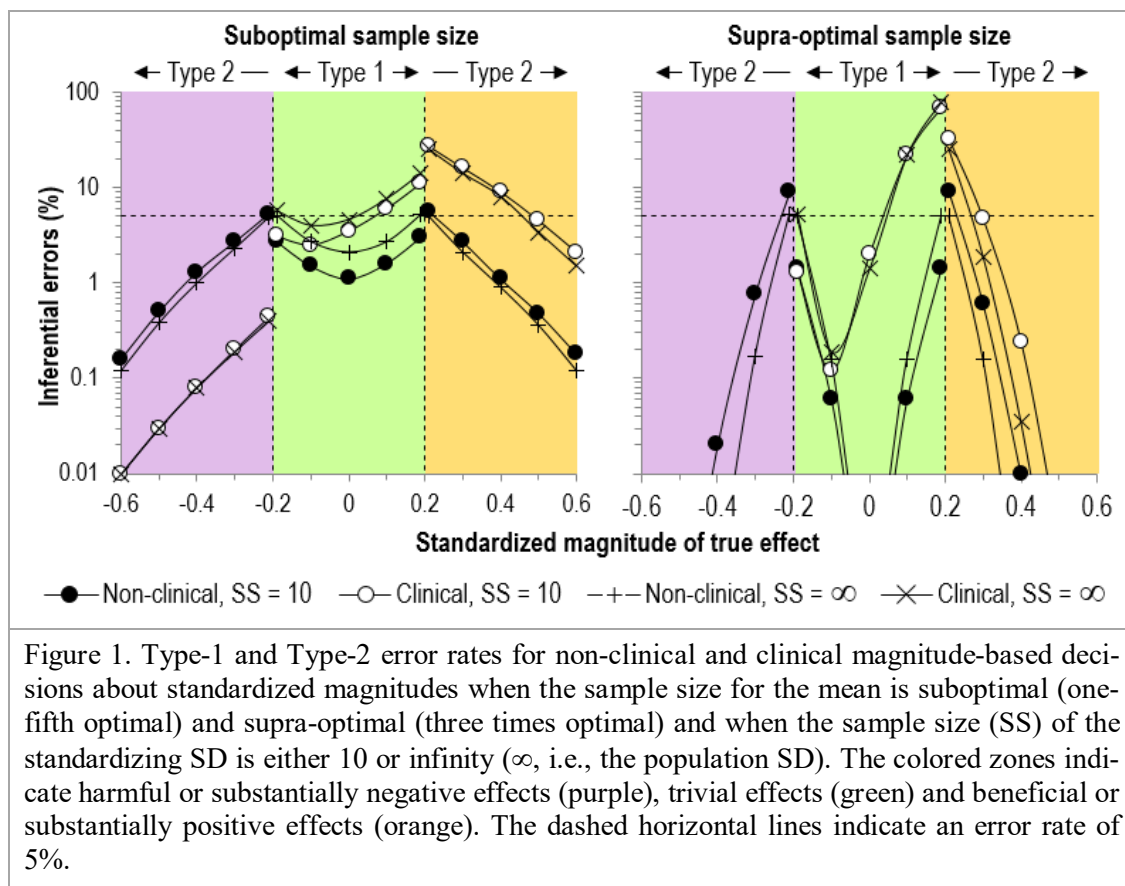 Suboptimal sample size
Supra-optimal sample size
← Type 2 — ← Type 1 → — Type 2 →
← Type 2 — ← Type 1 → — Type 2 →
Inferential errors (%)
100
10
1
0.1
0.01
-0.6 -0.4 -0.2 0 0.2 0.4 0.6
-0.6 -0.4 -0.2 0 0.2 0.4 0.6
Standardized magnitude of true effect
Non-clinical, SS = 10 Clinical, SS = 10 Non-clinical, SS = ∞ Clinical, SS = ∞
Figure 1. Type-1 and Type-2 error rates for non-clinical and clinical magnitude-based deci-
sions about standardized magnitudes when the sample size for the mean is suboptimal (one-
fifth optimal) and supra-optimal (three times optimal) and when the sample size (SS) of the
standardizing SD is either 10 or infinity (∞, i.e., the population SD). The colored zones indi-
cate harmful or substantially negative effects (purple), trivial effects (green) and beneficial or
substantially positive effects (orange). The dashed horizontal lines indicate an error rate of
5%.